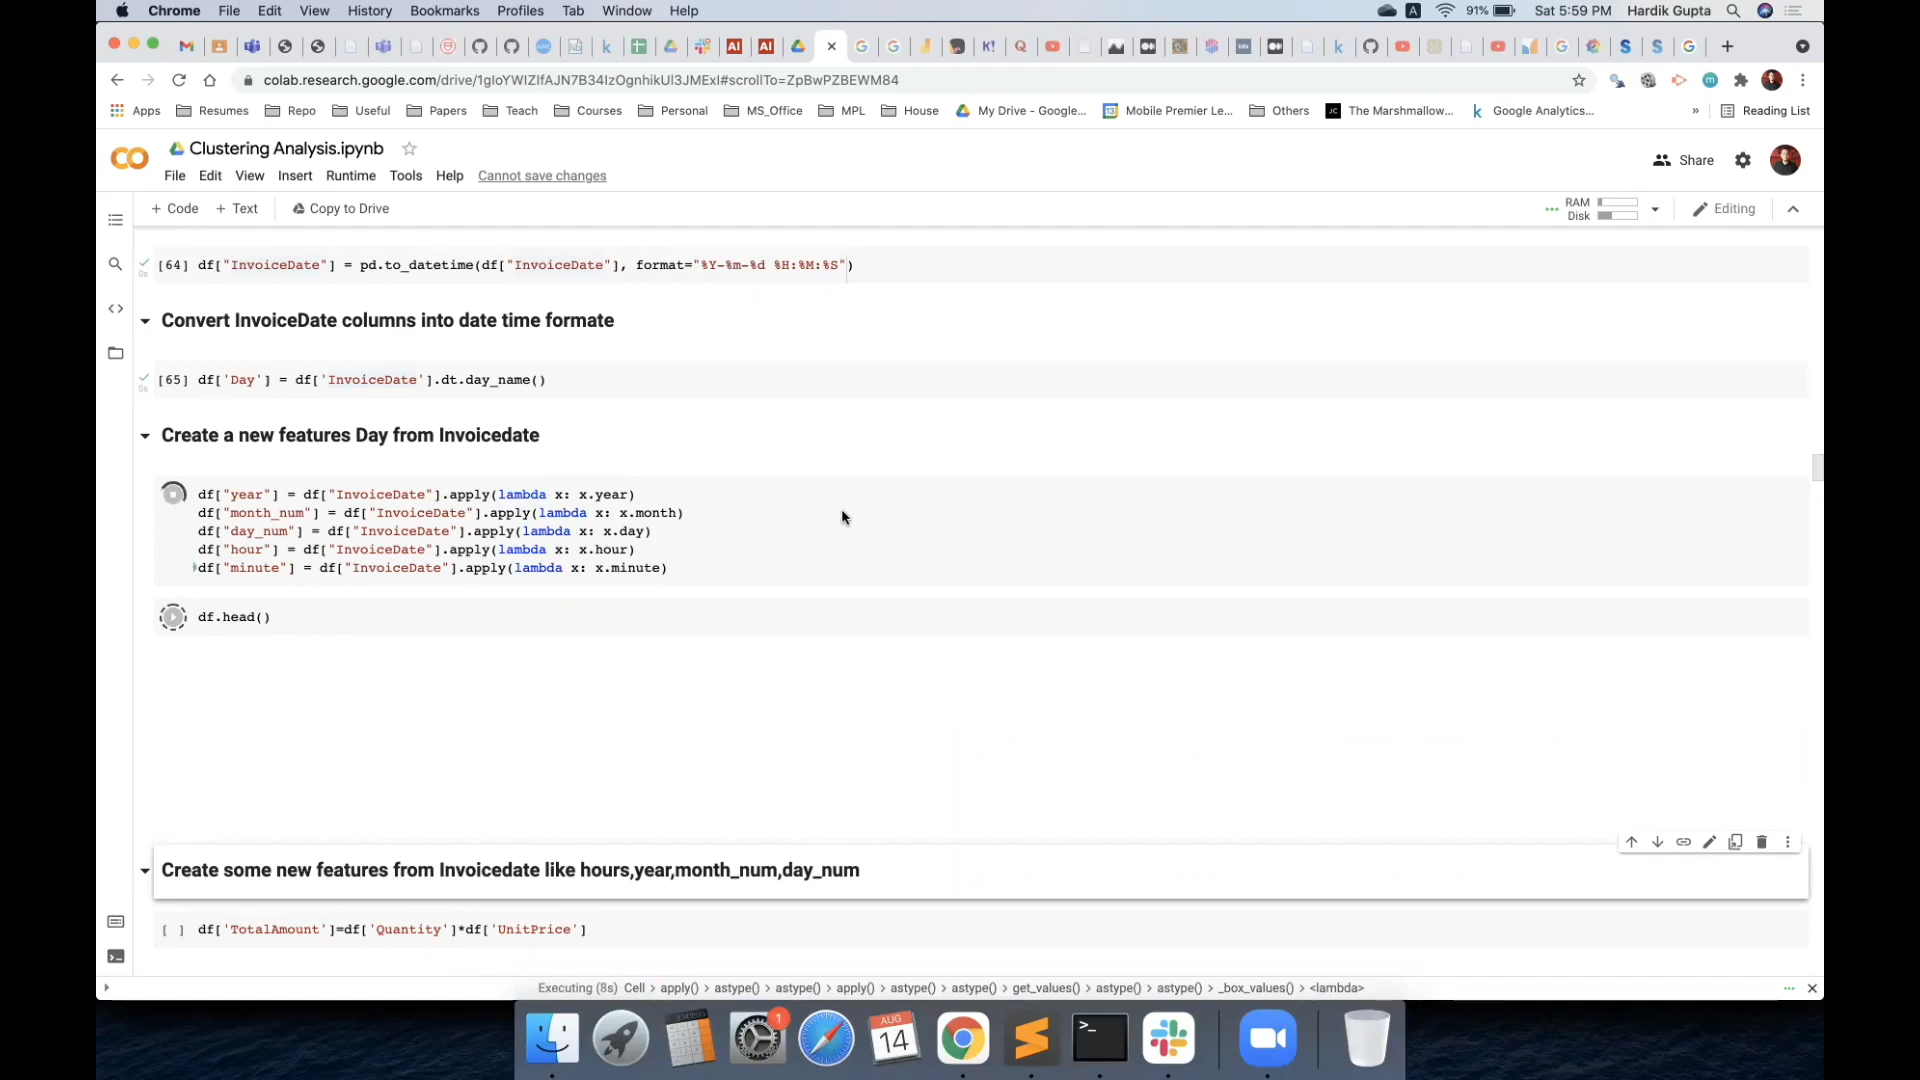 Chrome File Edit View History Bookmarks Profiles Tab Window Help A 91% Sat 5:59 PM Hardik Gupta
colab.research.google.com/drive/1gIoYWIZIfAJN7B34IzOgnhikUI3JMExI#scrollTo=ZpBwPZBEWM84
Apps Resumes Repo Useful Papers Teach Courses Personal MS_Office MPL House My Drive - Google... Mobile Premier Le... Others JC The Marshmallow... Google Analytics... » Reading List
Clustering Analysis.ipynb
File Edit View Insert Runtime Tools Help Cannot save changes
Share
+ Code + Text Copy to Drive
RAM
Disk
Editing
[64] df["InvoiceDate"] = pd.to_datetime(df["InvoiceDate"], format="%Y-%m-%d %H:%M:%S")
0s
Convert InvoiceDate columns into date time formate
[65] df['Day'] = df['InvoiceDate'].dt.day_name()
0s
Create a new features Day from Invoicedate
df["year"] = df["InvoiceDate"].apply(lambda x: x.year)
df["month_num"] = df["InvoiceDate"].apply(lambda x: x.month)
df["day_num"] = df["InvoiceDate"].apply(lambda x: x.day)
df["hour"] = df["InvoiceDate"].apply(lambda x: x.hour)
df["minute"] = df["InvoiceDate"].apply(lambda x: x.minute)
df.head()
Create some new features from Invoicedate like hours,year,month_num,day_num
[ ] df['TotalAmount']=df['Quantity']*df['UnitPrice']
Executing (8s) Cell > apply() > astype() > astype() > apply() > astype() > astype() > get_values() > astype() > astype() > _box_values() > <lambda>
1
AUG
14